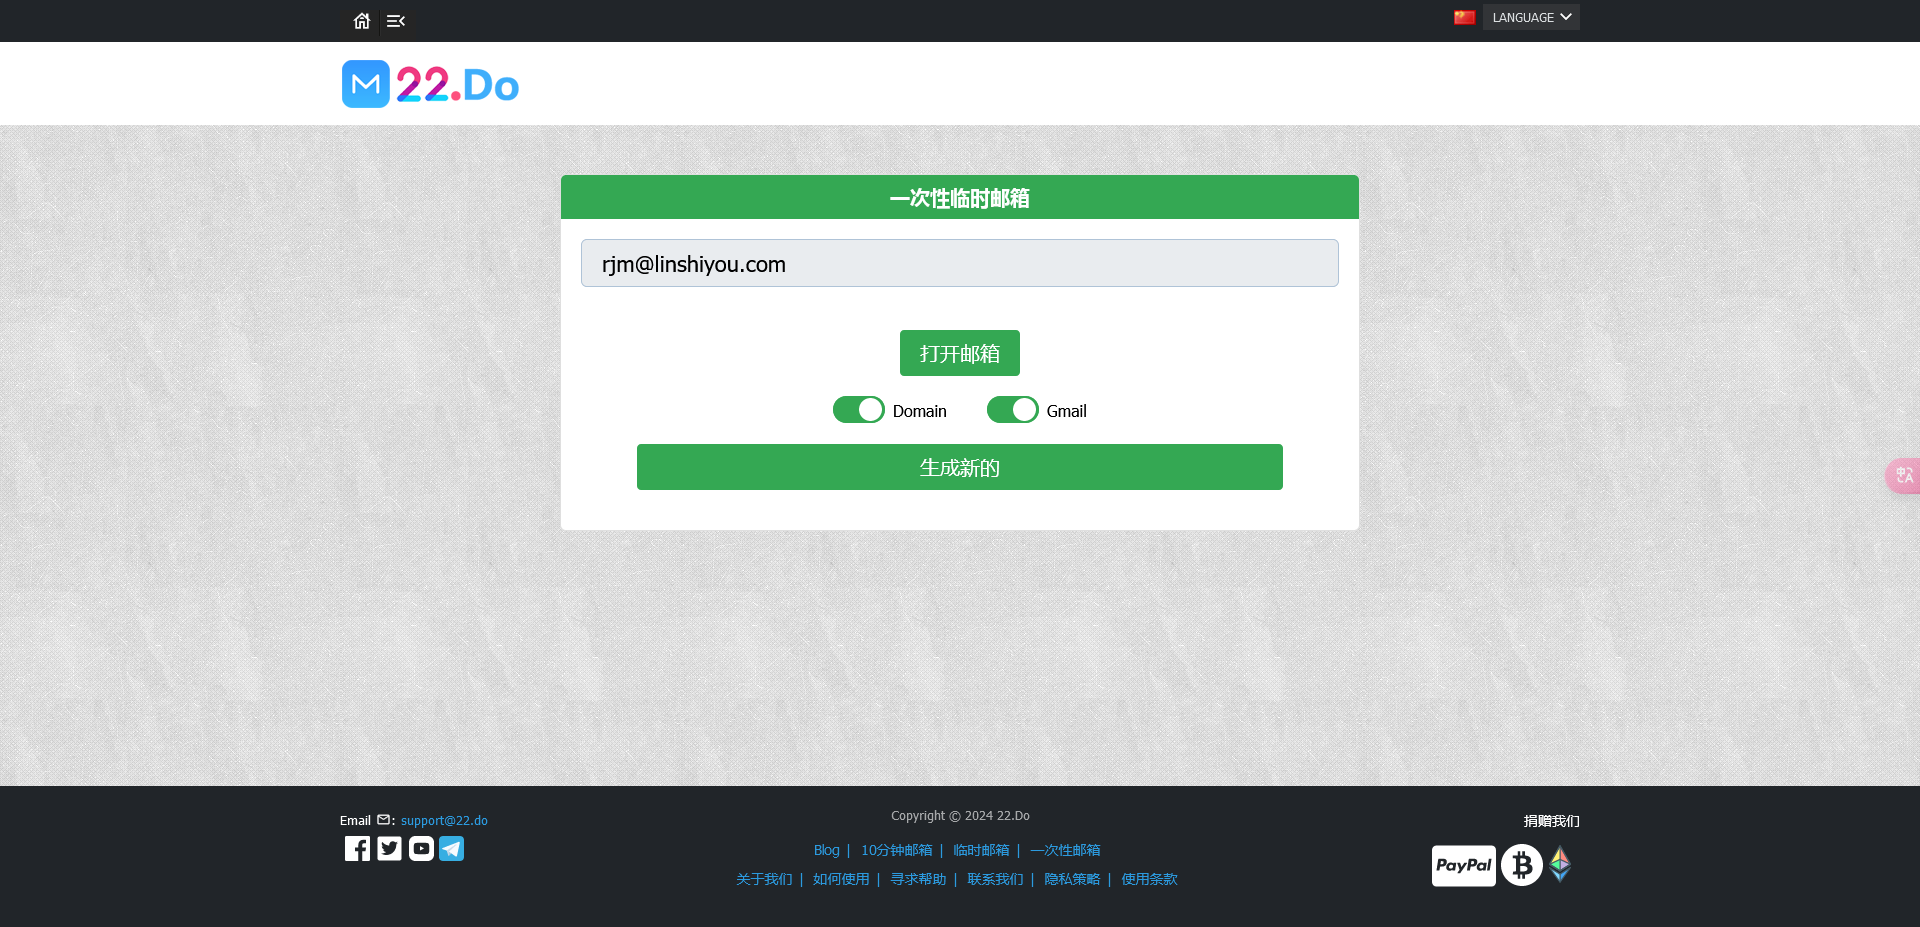 LANGUAGE
22.Do
一次性临时邮箱
rjm@linshiyou.com
打开邮箱
Domain Gmail
生成新的
Email : support@22.do
Copyright © 2024 22.Do
Blog | 10分钟邮箱 | 临时邮箱 | 一次性邮箱
关于我们 | 如何使用 | 寻求帮助 | 联系我们 | 隐私策略 | 使用条款
捐赠我们
PayPal